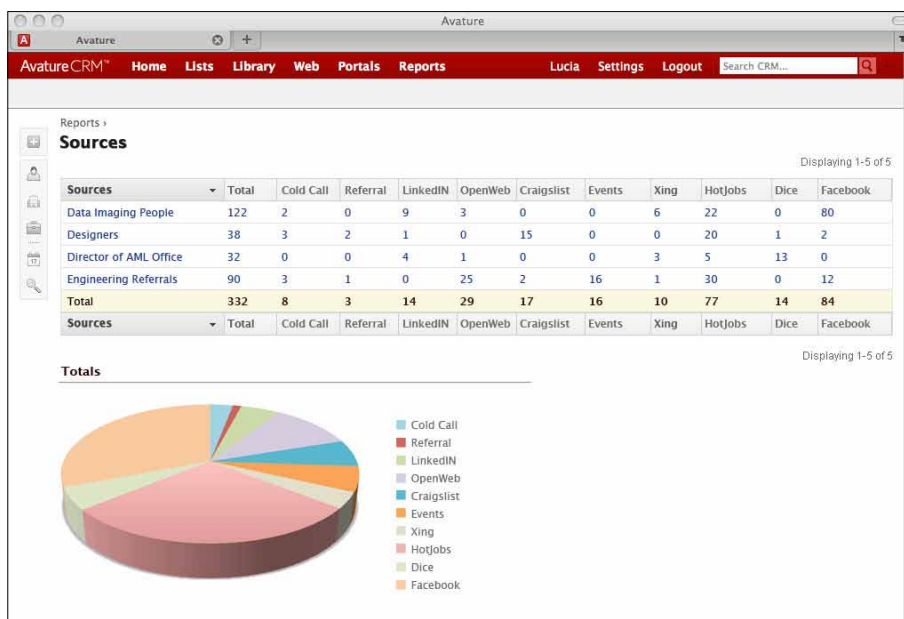 Avature
Avature
AvatureCRM™ Home Lists Library Web Portals Reports Lucia Settings Logout Search CRM...
Reports ›
Sources
Displaying 1-5 of 5
Sources Total Cold Call Referral LinkedIN OpenWeb Craigslist Events Xing HotJobs Dice Facebook
Data Imaging People 122 2 0 9 3 0 0 6 22 0 80
Designers 38 3 2 1 0 15 0 0 20 1 2
Director of AML Office 32 0 0 4 1 0 0 3 5 13 0
Engineering Referrals 90 3 1 0 25 2 16 1 30 0 12
Total 332 8 3 14 29 17 16 10 77 14 84
Sources Total Cold Call Referral LinkedIN OpenWeb Craigslist Events Xing HotJobs Dice Facebook
Displaying 1-5 of 5
Totals
Cold Call
Referral
LinkedIN
OpenWeb
Craigslist
Events
Xing
HotJobs
Dice
Facebook